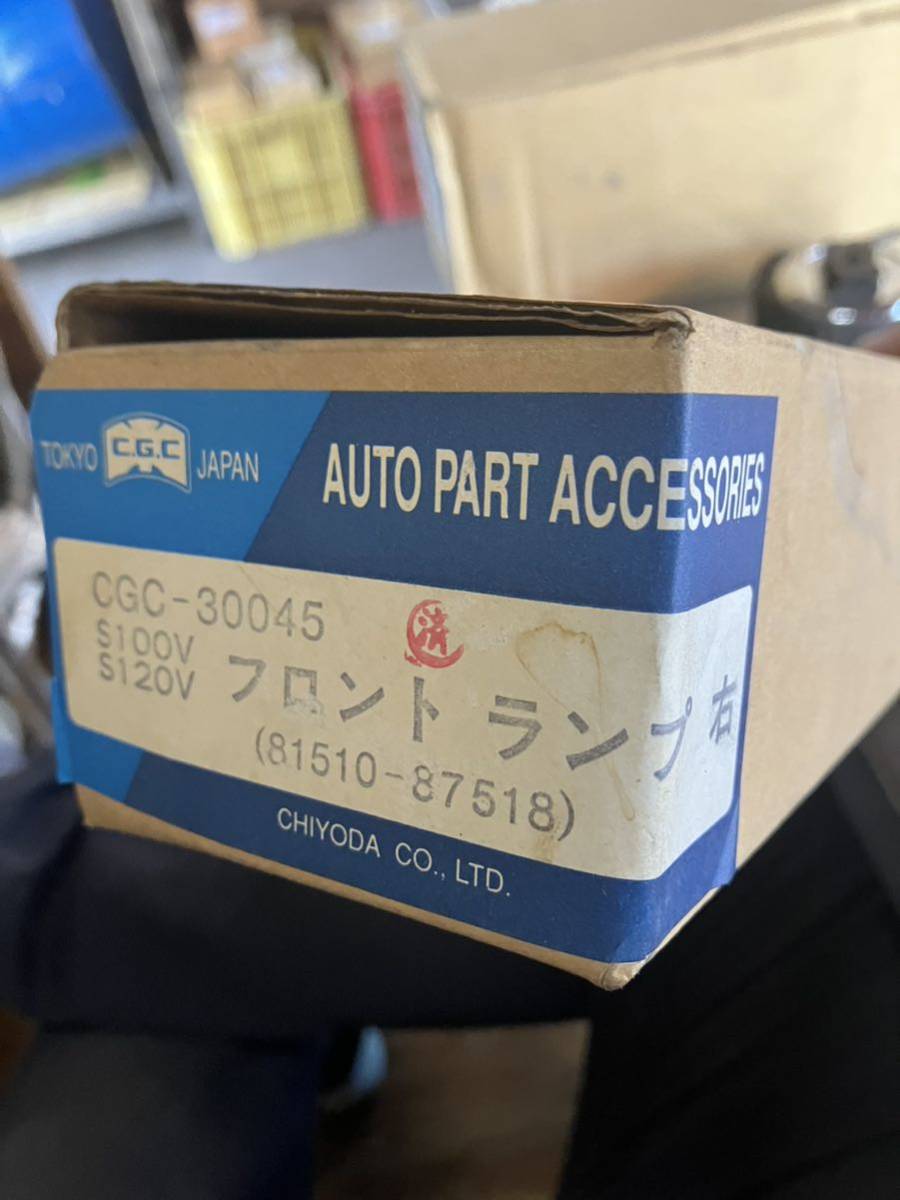 TOKYO C.G.C JAPAN
AUTO PART ACCESSORIES
CGC-30045
済
S100V
S120V
フロント ランプ 右
(81510-87518)
CHIYODA CO., LTD.